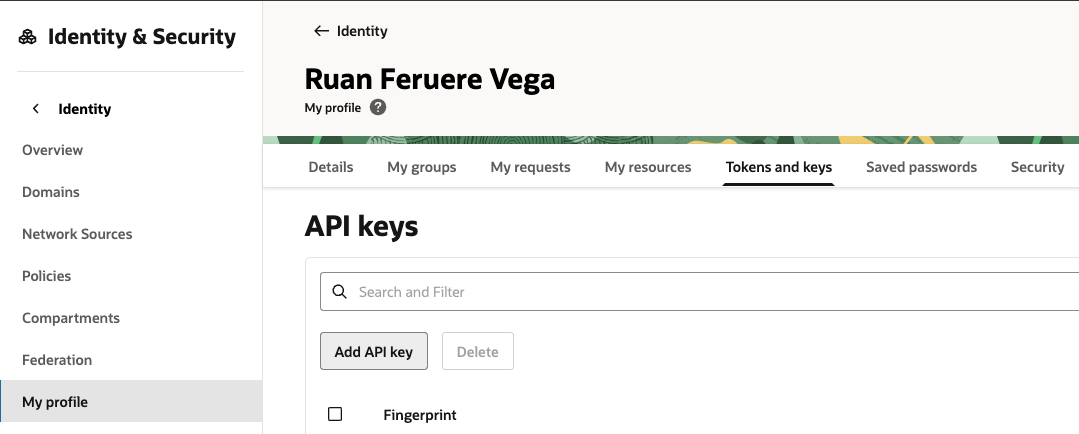 Identity & Security
Identity
Overview
Domains
Network Sources
Policies
Compartments
Federation
My profile
Identity
Ruan Feruere Vega
My profile ?
Details My groups My requests My resources Tokens and keys Saved passwords Security
API keys
Search and Filter
Add API key Delete
Fingerprint